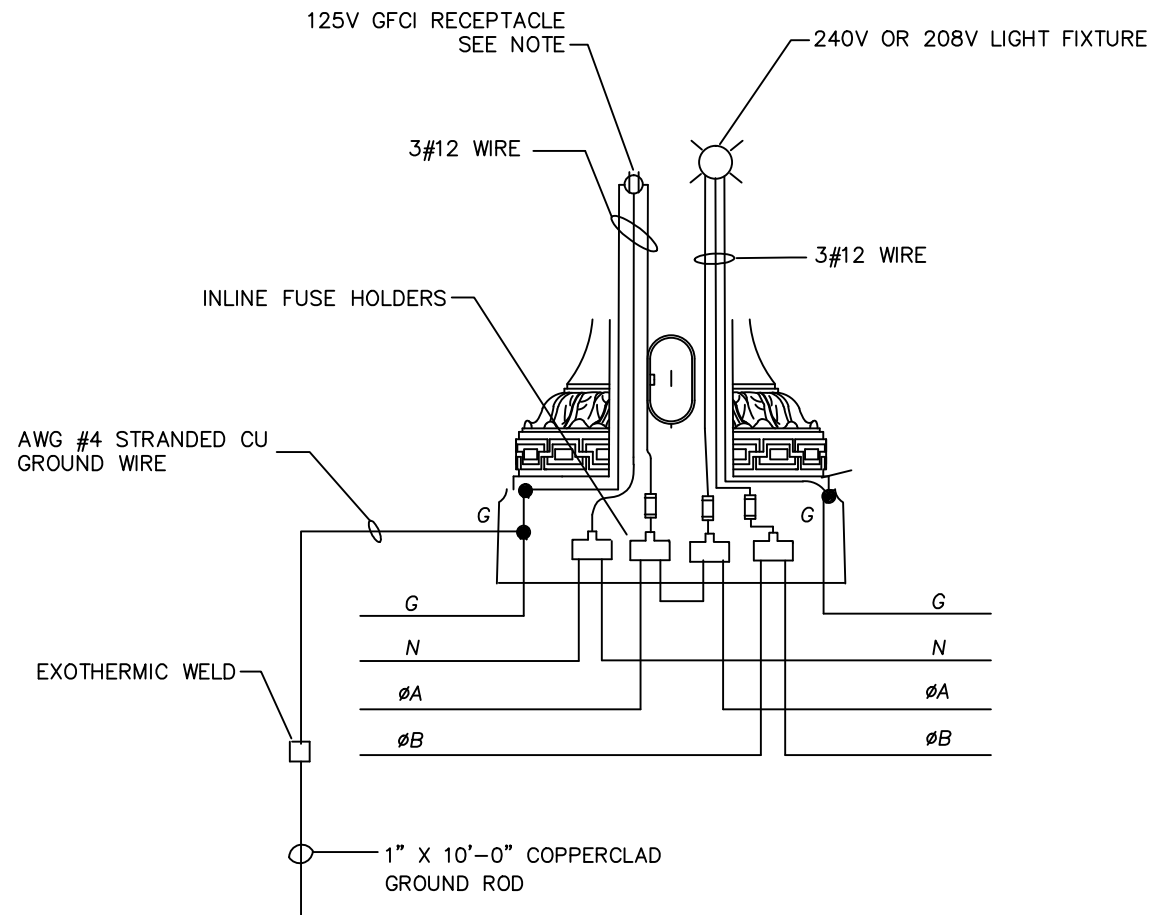 125V GFCI RECEPTACLE
SEE NOTE
240V OR 208V LIGHT FIXTURE
3#12 WIRE
3#12 WIRE
INLINE FUSE HOLDERS
AWG #4 STRANDED CU
GROUND WIRE
G
G
G
G
N
N
EXOTHERMIC WELD
øA
øA
øB
øB
1" X 10'-0" COPPERCLAD
GROUND ROD